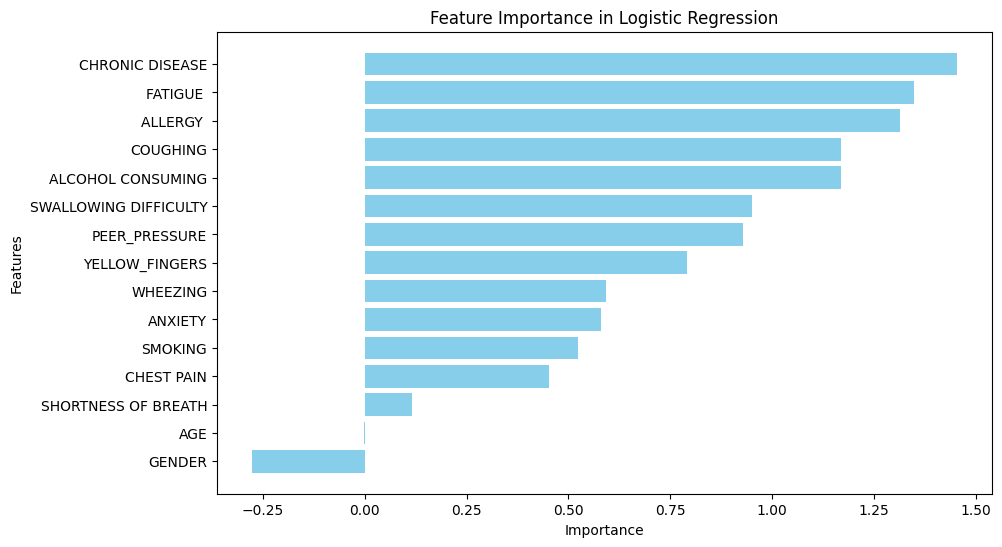 Feature Importance in Logistic Regression
CHRONIC DISEASE
FATIGUE
ALLERGY
COUGHING
ALCOHOL CONSUMING
SWALLOWING DIFFICULTY
PEER_PRESSURE
YELLOW_FINGERS
WHEEZING
ANXIETY
SMOKING
CHEST PAIN
SHORTNESS OF BREATH
AGE
GENDER
Features
−0.25 0.00 0.25 0.50 0.75 1.00 1.25 1.50
Importance